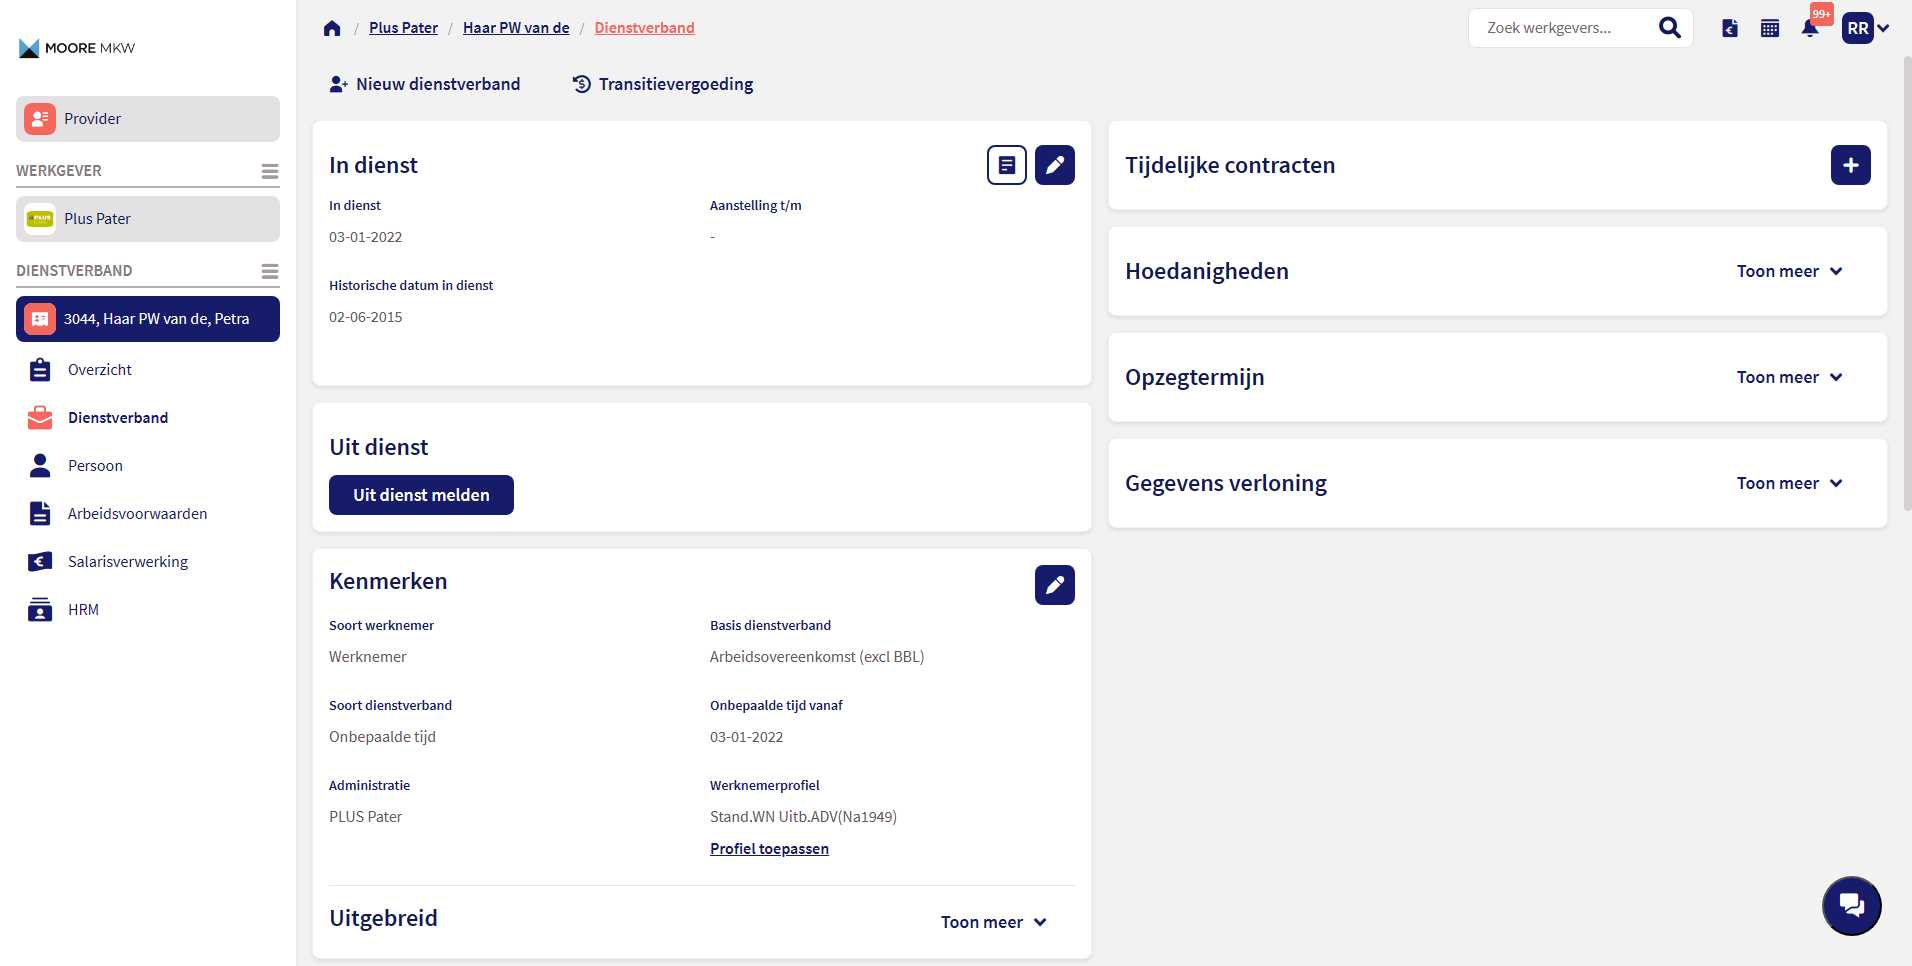 MOORE MKW
Provider
WERKGEVER
PLUS
Plus Pater
DIENSTVERBAND
3044, Haar PW van de, Petra
Overzicht
Dienstverband
Persoon
Arbeidsvoorwaarden
Salarisverwerking
HRM
/ Plus Pater / Haar PW van de / Dienstverband
Zoek werkgevers...
99+
RR
Nieuw dienstverband
Transitievergoeding
In dienst
In dienst
Aanstelling t/m
03-01-2022
-
Historische datum in dienst
02-06-2015
Uit dienst
Uit dienst melden
Kenmerken
Soort werknemer
Basis dienstverband
Werknemer
Arbeidsovereenkomst (excl BBL)
Soort dienstverband
Onbepaalde tijd vanaf
Onbepaalde tijd
03-01-2022
Administratie
Werknemerprofiel
PLUS Pater
Stand.WN Uitb.ADV(Na1949)
Profiel toepassen
Uitgebreid
Toon meer
Tijdelijke contracten
Hoedanigheden
Toon meer
Opzegtermijn
Toon meer
Gegevens verloning
Toon meer